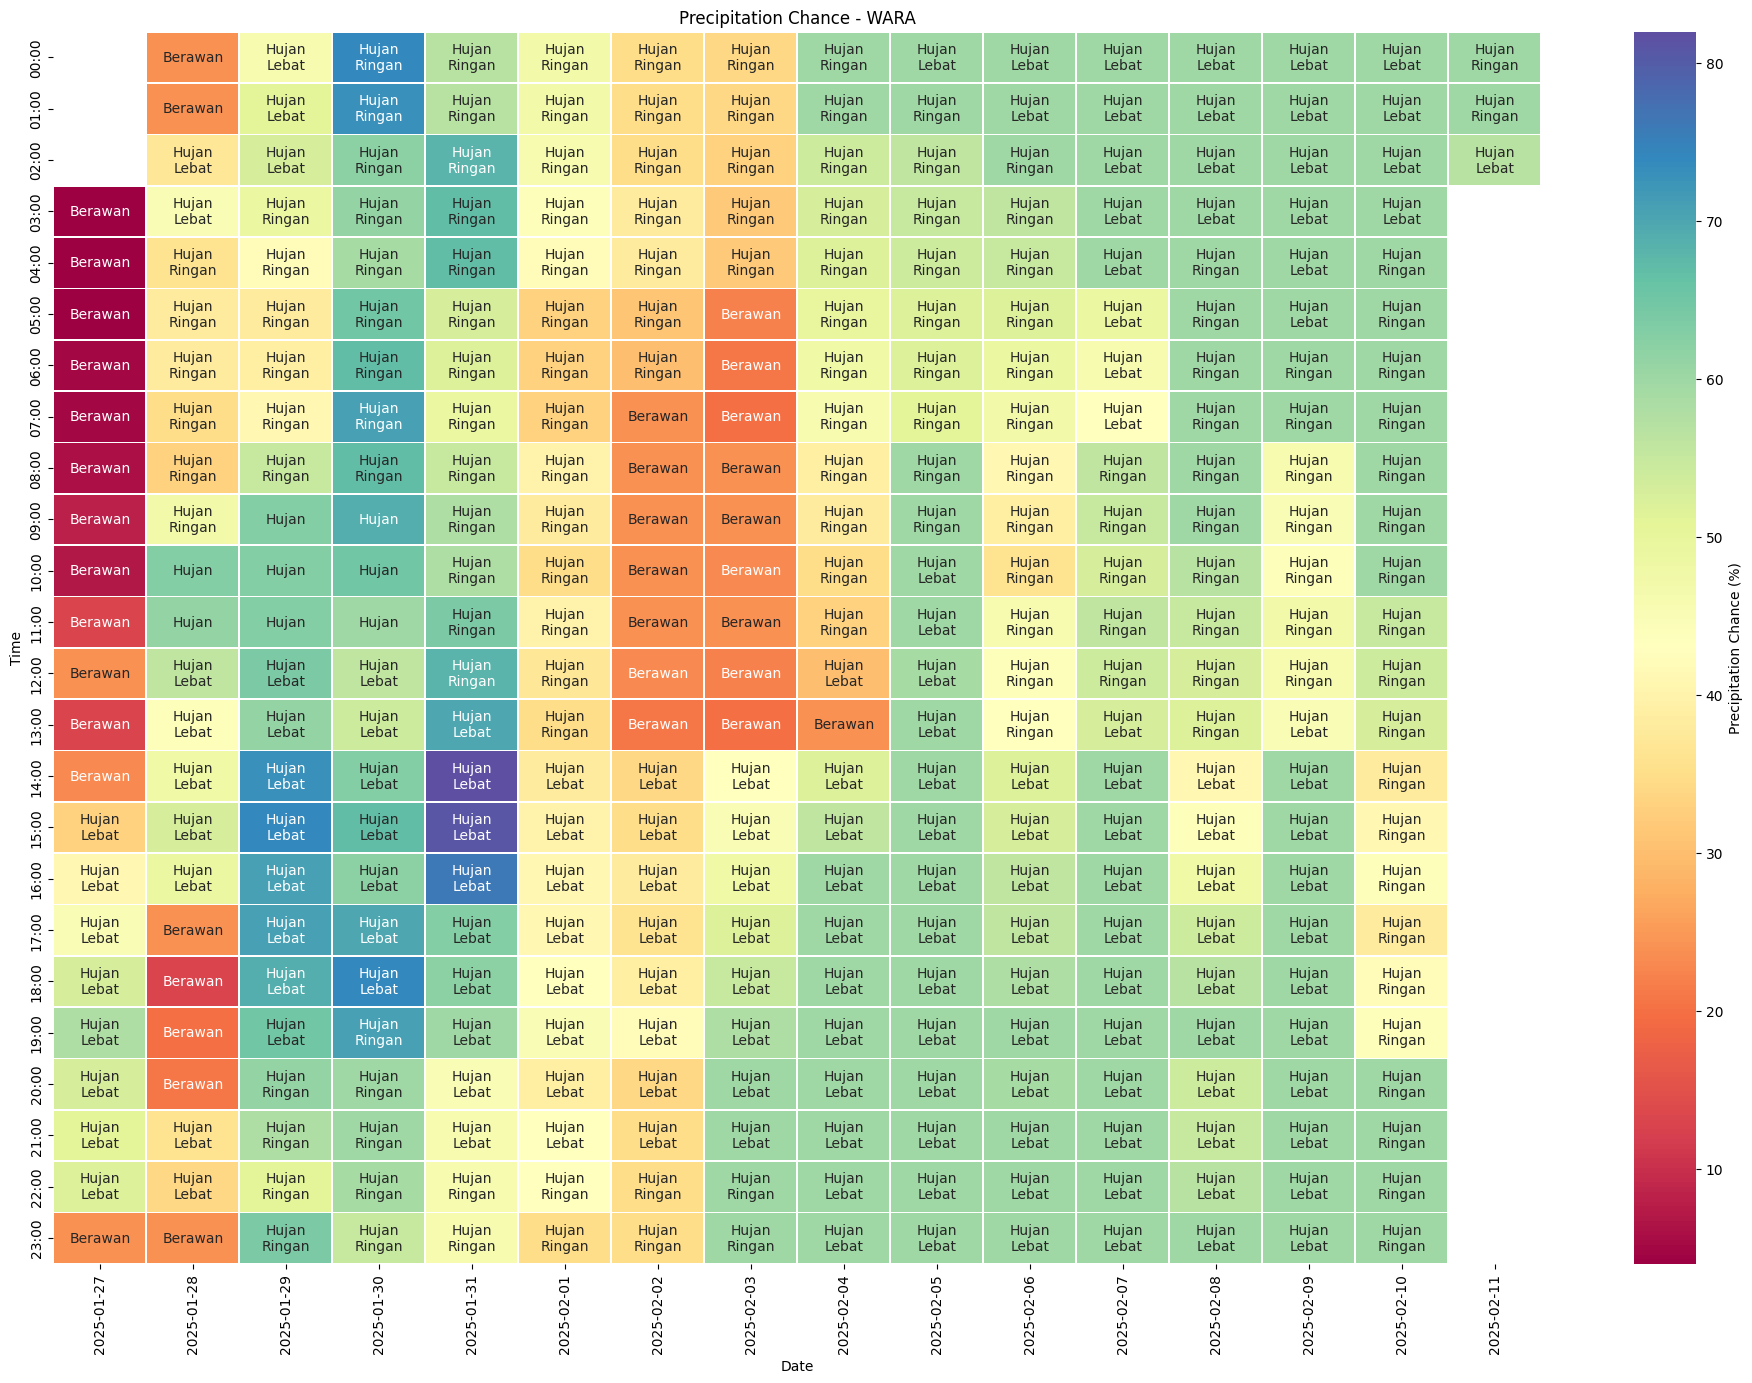 Precipitation Chance - WARA
00:00 Berawan Hujan Lebat Hujan Ringan Hujan Ringan Hujan Ringan Hujan Ringan Hujan Ringan Hujan Ringan Hujan Lebat Hujan Lebat Hujan Lebat Hujan Lebat Hujan Lebat Hujan Lebat Hujan Ringan
01:00 Berawan Hujan Lebat Hujan Ringan Hujan Ringan Hujan Ringan Hujan Ringan Hujan Ringan Hujan Ringan Hujan Ringan Hujan Lebat Hujan Lebat Hujan Lebat Hujan Lebat Hujan Lebat Hujan Ringan
02:00 Hujan Lebat Hujan Lebat Hujan Ringan Hujan Ringan Hujan Ringan Hujan Ringan Hujan Ringan Hujan Ringan Hujan Ringan Hujan Ringan Hujan Lebat Hujan Lebat Hujan Lebat Hujan Lebat Hujan Lebat
03:00 Berawan Hujan Lebat Hujan Ringan Hujan Ringan Hujan Ringan Hujan Ringan Hujan Ringan Hujan Ringan Hujan Ringan Hujan Ringan Hujan Ringan Hujan Lebat Hujan Lebat Hujan Lebat Hujan Lebat
04:00 Berawan Hujan Ringan Hujan Ringan Hujan Ringan Hujan Ringan Hujan Ringan Hujan Ringan Hujan Ringan Hujan Ringan Hujan Ringan Hujan Ringan Hujan Lebat Hujan Ringan Hujan Lebat Hujan Ringan
05:00 Berawan Hujan Ringan Hujan Ringan Hujan Ringan Hujan Ringan Hujan Ringan Hujan Ringan Berawan Hujan Ringan Hujan Ringan Hujan Ringan Hujan Lebat Hujan Ringan Hujan Lebat Hujan Ringan
06:00 Berawan Hujan Ringan Hujan Ringan Hujan Ringan Hujan Ringan Hujan Ringan Hujan Ringan Berawan Hujan Ringan Hujan Ringan Hujan Ringan Hujan Lebat Hujan Ringan Hujan Ringan Hujan Ringan
07:00 Berawan Hujan Ringan Hujan Ringan Hujan Ringan Hujan Ringan Hujan Ringan Berawan Berawan Hujan Ringan Hujan Ringan Hujan Ringan Hujan Lebat Hujan Ringan Hujan Ringan Hujan Ringan
08:00 Berawan Hujan Ringan Hujan Ringan Hujan Ringan Hujan Ringan Hujan Ringan Berawan Berawan Hujan Ringan Hujan Ringan Hujan Ringan Hujan Ringan Hujan Ringan Hujan Ringan Hujan Ringan
09:00 Berawan Hujan Ringan Hujan Hujan Hujan Ringan Hujan Ringan Berawan Berawan Hujan Ringan Hujan Ringan Hujan Ringan Hujan Ringan Hujan Ringan Hujan Ringan Hujan Ringan
10:00 Berawan Hujan Hujan Hujan Hujan Ringan Hujan Ringan Berawan Berawan Hujan Ringan Hujan Lebat Hujan Ringan Hujan Ringan Hujan Ringan Hujan Ringan Hujan Ringan
11:00 Berawan Hujan Hujan Hujan Hujan Ringan Hujan Ringan Berawan Berawan Hujan Ringan Hujan Lebat Hujan Ringan Hujan Ringan Hujan Ringan Hujan Ringan Hujan Ringan
12:00 Berawan Hujan Lebat Hujan Lebat Hujan Lebat Hujan Ringan Hujan Ringan Berawan Berawan Hujan Lebat Hujan Lebat Hujan Ringan Hujan Ringan Hujan Ringan Hujan Ringan Hujan Ringan
13:00 Berawan Hujan Lebat Hujan Lebat Hujan Lebat Hujan Lebat Hujan Ringan Berawan Berawan Berawan Hujan Lebat Hujan Ringan Hujan Lebat Hujan Ringan Hujan Lebat Hujan Ringan
14:00 Berawan Hujan Lebat Hujan Lebat Hujan Lebat Hujan Lebat Hujan Lebat Hujan Lebat Hujan Lebat Hujan Lebat Hujan Lebat Hujan Lebat Hujan Lebat Hujan Lebat Hujan Lebat Hujan Ringan
15:00 Hujan Lebat Hujan Lebat Hujan Lebat Hujan Lebat Hujan Lebat Hujan Lebat Hujan Lebat Hujan Lebat Hujan Lebat Hujan Lebat Hujan Lebat Hujan Lebat Hujan Lebat Hujan Lebat Hujan Ringan
16:00 Hujan Lebat Hujan Lebat Hujan Lebat Hujan Lebat Hujan Lebat Hujan Lebat Hujan Lebat Hujan Lebat Hujan Lebat Hujan Lebat Hujan Lebat Hujan Lebat Hujan Lebat Hujan Lebat Hujan Ringan
17:00 Hujan Lebat Berawan Hujan Lebat Hujan Lebat Hujan Lebat Hujan Lebat Hujan Lebat Hujan Lebat Hujan Lebat Hujan Lebat Hujan Lebat Hujan Lebat Hujan Lebat Hujan Lebat Hujan Ringan
18:00 Hujan Lebat Berawan Hujan Lebat Hujan Lebat Hujan Lebat Hujan Lebat Hujan Lebat Hujan Lebat Hujan Lebat Hujan Lebat Hujan Lebat Hujan Lebat Hujan Lebat Hujan Lebat Hujan Ringan
19:00 Hujan Lebat Berawan Hujan Lebat Hujan Ringan Hujan Lebat Hujan Lebat Hujan Lebat Hujan Lebat Hujan Lebat Hujan Lebat Hujan Lebat Hujan Lebat Hujan Lebat Hujan Lebat Hujan Ringan
20:00 Hujan Lebat Berawan Hujan Ringan Hujan Ringan Hujan Lebat Hujan Lebat Hujan Lebat Hujan Lebat Hujan Lebat Hujan Lebat Hujan Lebat Hujan Lebat Hujan Lebat Hujan Lebat Hujan Ringan
21:00 Hujan Lebat Hujan Lebat Hujan Ringan Hujan Ringan Hujan Lebat Hujan Lebat Hujan Lebat Hujan Lebat Hujan Lebat Hujan Lebat Hujan Lebat Hujan Lebat Hujan Lebat Hujan Lebat Hujan Ringan
22:00 Hujan Lebat Hujan Lebat Hujan Ringan Hujan Ringan Hujan Ringan Hujan Ringan Hujan Ringan Hujan Ringan Hujan Lebat Hujan Lebat Hujan Lebat Hujan Lebat Hujan Lebat Hujan Lebat Hujan Ringan
23:00 Berawan Berawan Hujan Ringan Hujan Ringan Hujan Ringan Hujan Ringan Hujan Ringan Hujan Ringan Hujan Lebat Hujan Lebat Hujan Lebat Hujan Lebat Hujan Lebat Hujan Lebat Hujan Ringan
Time
2025-01-27 2025-01-28 2025-01-29 2025-01-30 2025-01-31 2025-02-01 2025-02-02 2025-02-03 2025-02-04 2025-02-05 2025-02-06 2025-02-07 2025-02-08 2025-02-09 2025-02-10 2025-02-11
Date
80
70
60
50
40
30
20
10
Precipitation Chance (%)